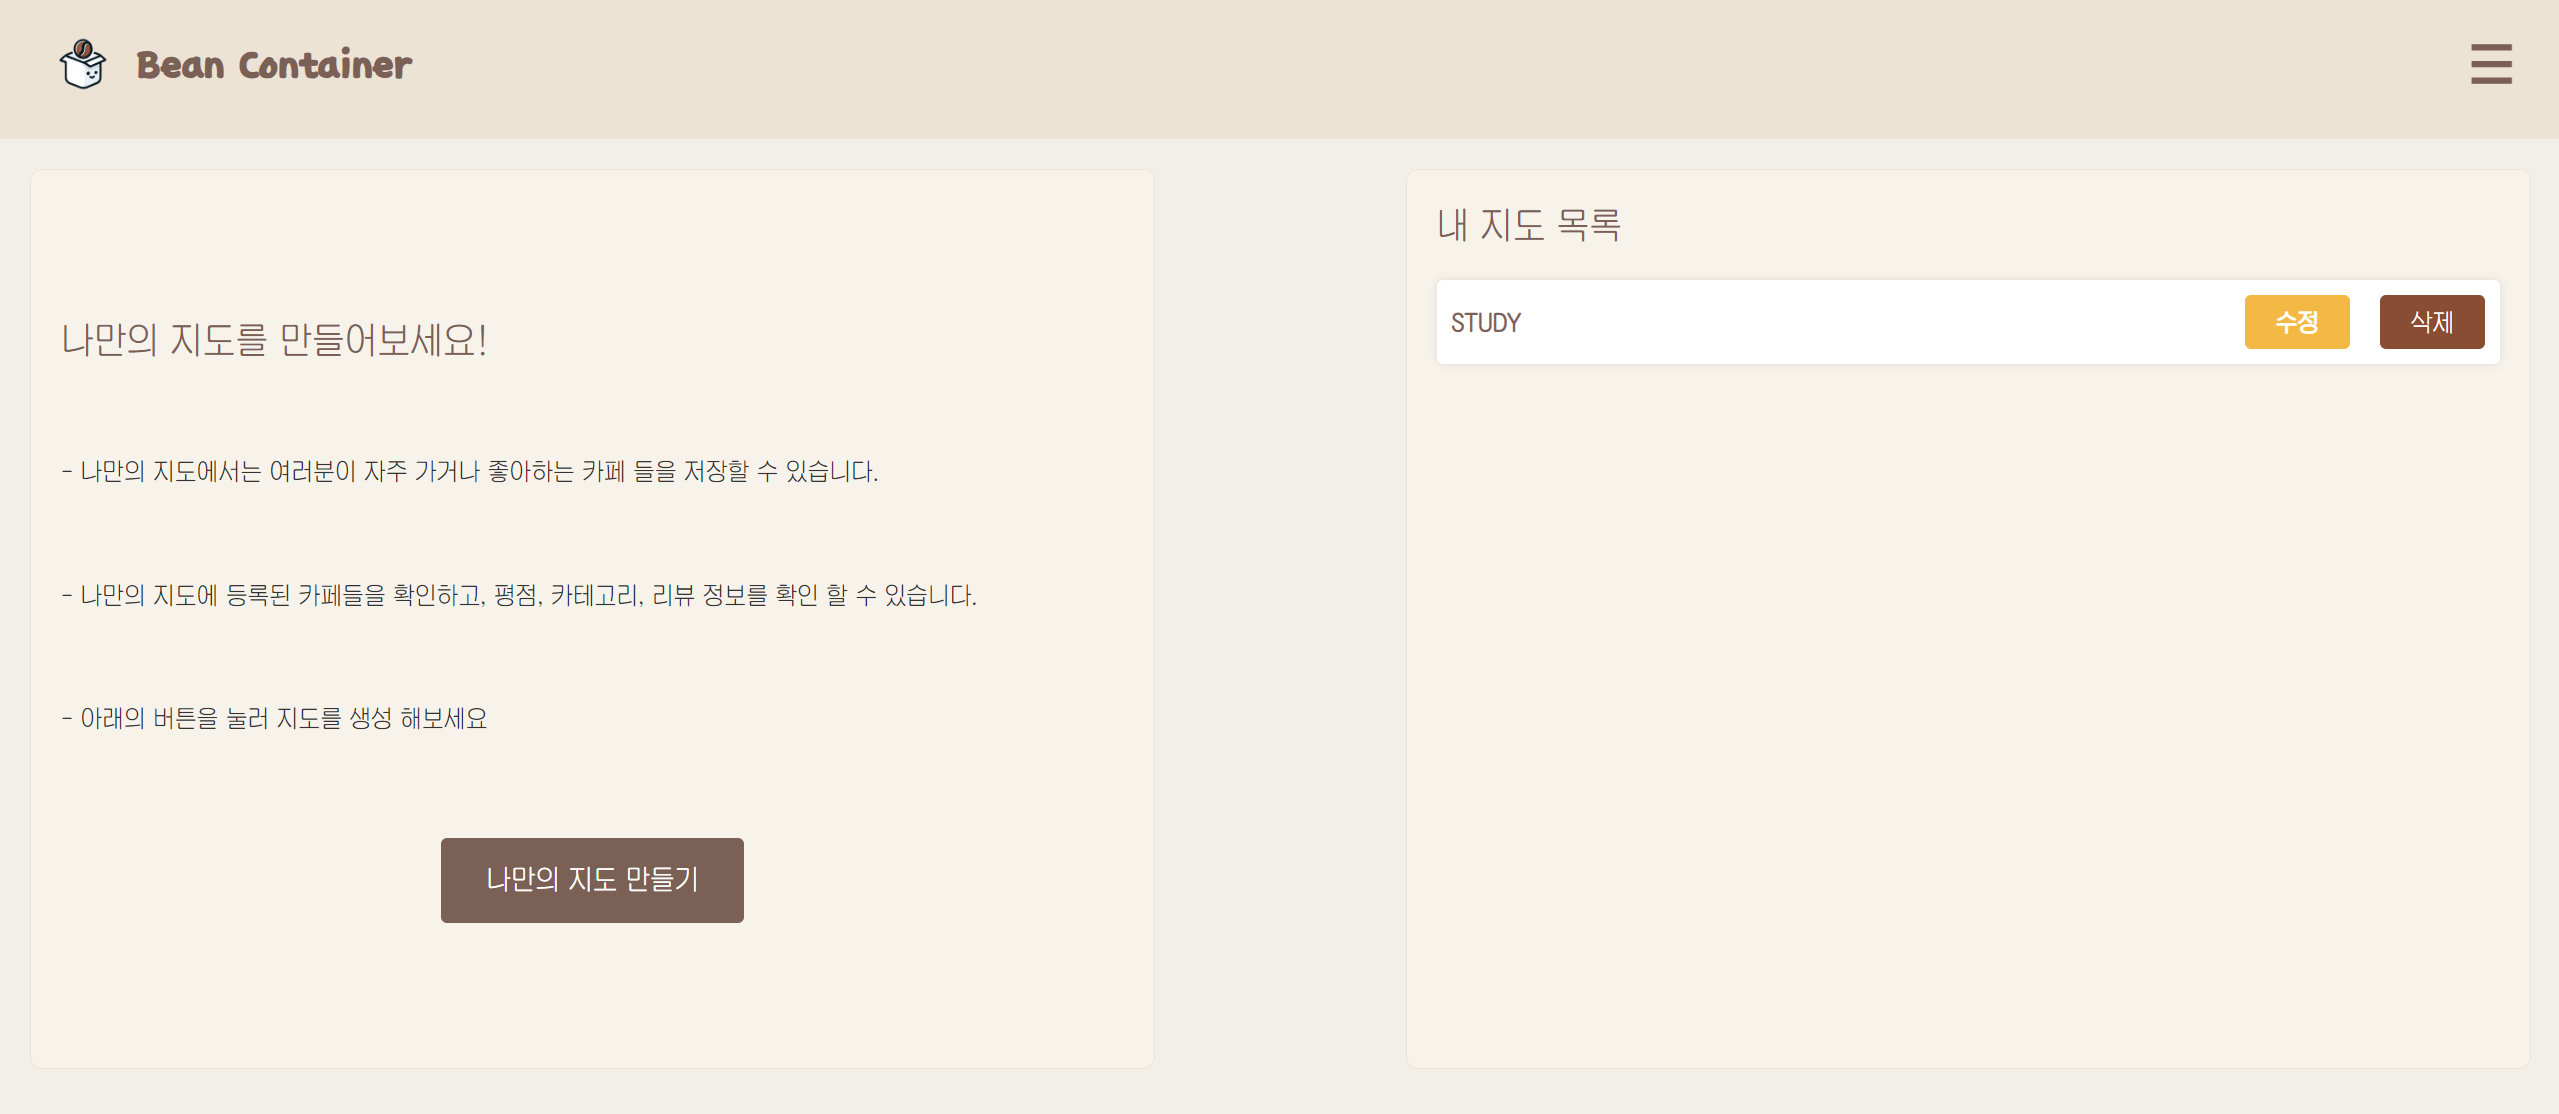 Bean Container
나만의 지도를 만들어보세요!
- 나만의 지도에서는 여러분이 자주 가거나 좋아하는 카페 들을 저장할 수 있습니다.
- 나만의 지도에 등록된 카페들을 확인하고, 평점, 카테고리, 리뷰 정보를 확인 할 수 있습니다.
- 아래의 버튼을 눌러 지도를 생성 해보세요
나만의 지도 만들기
내 지도 목록
STUDY 수정 삭제